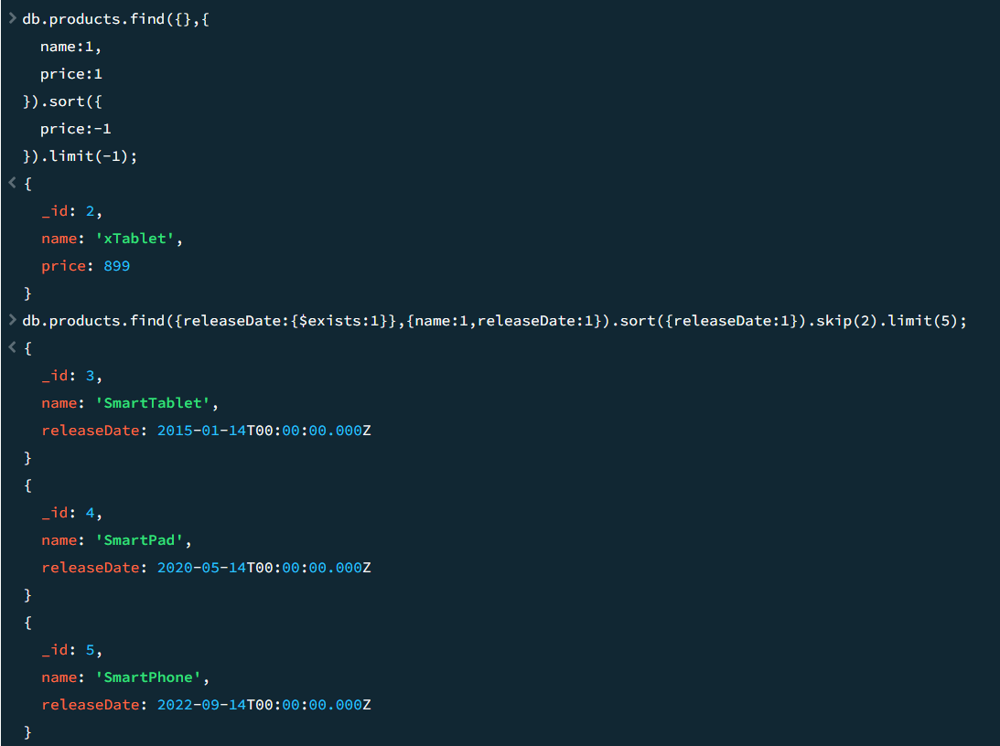 > db.products.find({},{
name:1,
price:1
}).sort({
price:-1
}).limit(-1);
< {
_id: 2,
name: 'xTablet',
price: 899
}
> db.products.find({releaseDate:{$exists:1}},{name:1,releaseDate:1}).sort({releaseDate:1}).skip(2).limit(5);
< {
_id: 3,
name: 'SmartTablet',
releaseDate: 2015-01-14T00:00:00.000Z
}
{
_id: 4,
name: 'SmartPad',
releaseDate: 2020-05-14T00:00:00.000Z
}
{
_id: 5,
name: 'SmartPhone',
releaseDate: 2022-09-14T00:00:00.000Z
}